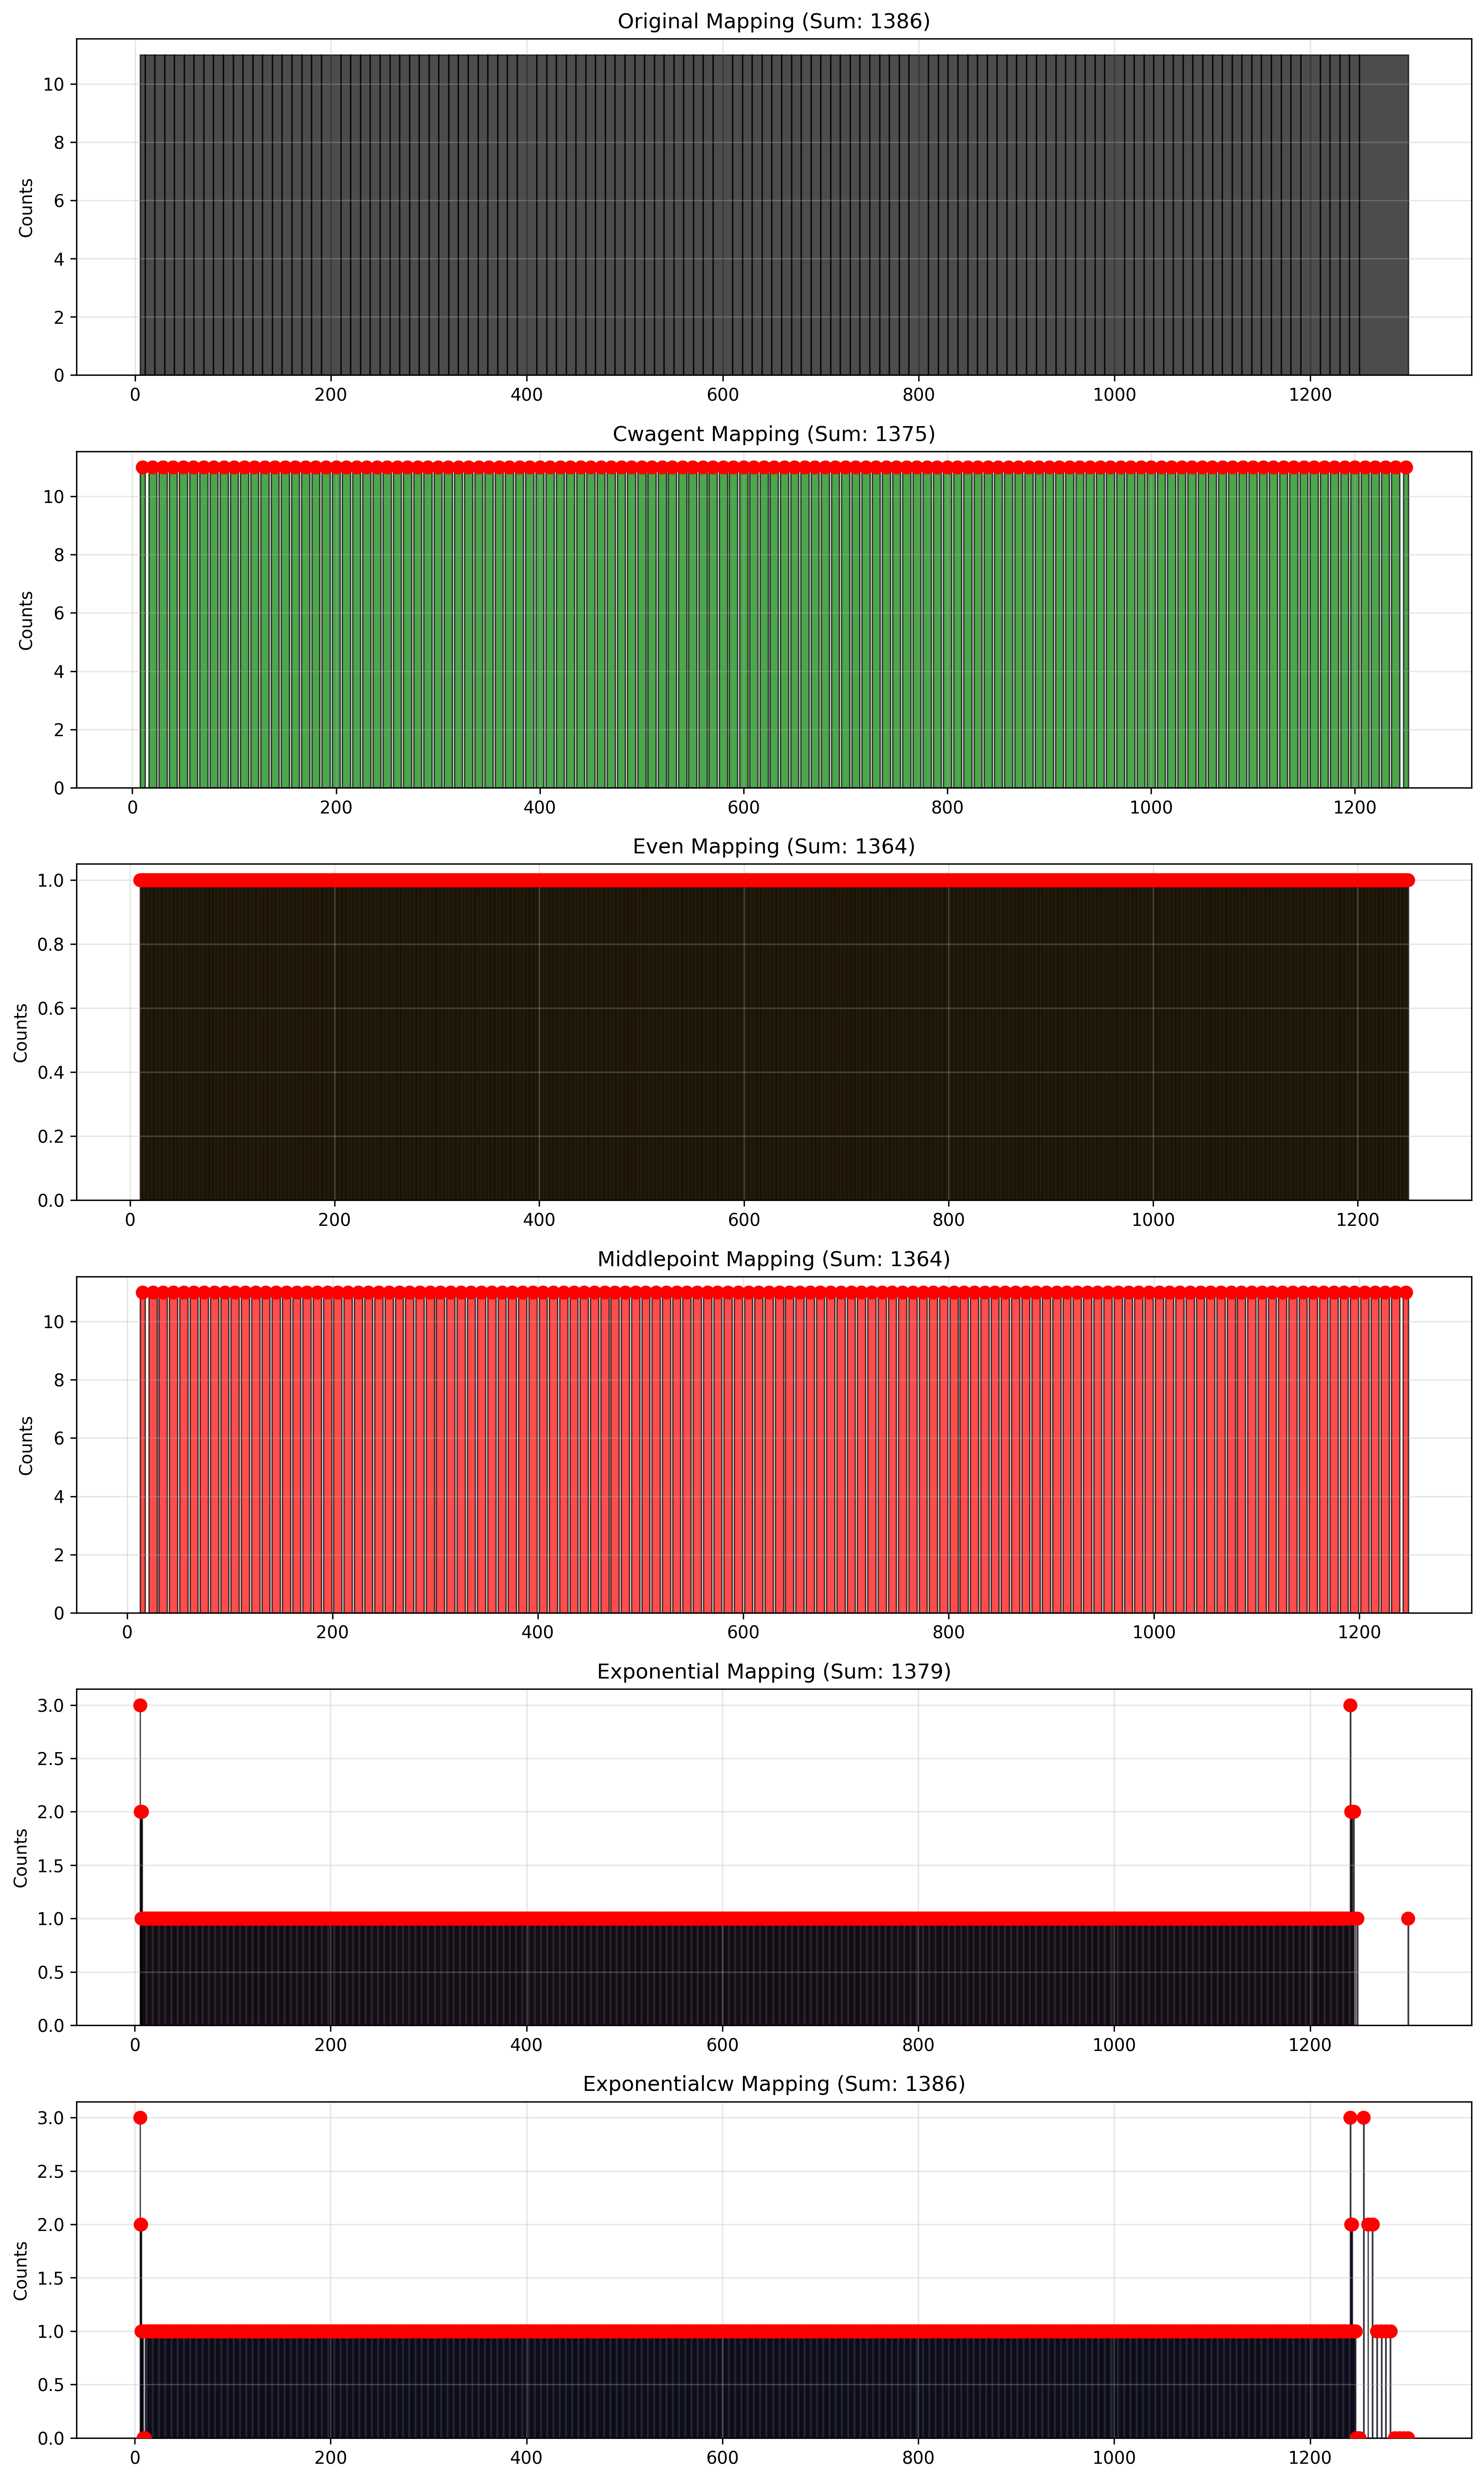 Original Mapping (Sum: 1386)
10
8
6
4
2
0
Counts
0 200 400 600 800 1000 1200
Cwagent Mapping (Sum: 1375)
10
8
6
4
2
0
Counts
0 200 400 600 800 1000 1200
Even Mapping (Sum: 1364)
1.0
0.8
0.6
0.4
0.2
0.0
Counts
0 200 400 600 800 1000 1200
Middlepoint Mapping (Sum: 1364)
10
8
6
4
2
0
Counts
0 200 400 600 800 1000 1200
Exponential Mapping (Sum: 1379)
3.0
2.5
2.0
1.5
1.0
0.5
0.0
Counts
0 200 400 600 800 1000 1200
Exponentialcw Mapping (Sum: 1386)
3.0
2.5
2.0
1.5
1.0
0.5
0.0
Counts
0 200 400 600 800 1000 1200